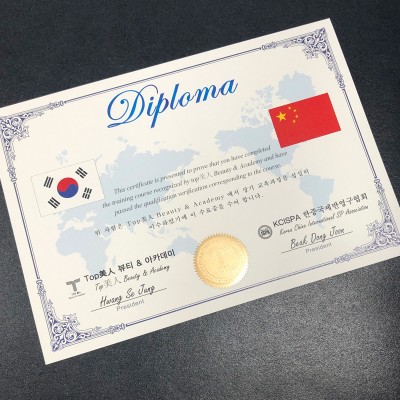 Diploma
This certificate is presented to prove that you have completed
the training course recognized by top美人 Beauty & Academy and have
passed the qualification verification corresponding to the course.
위 사람은 Top美人 Beauty & Academy 에서 상기 교육과정을 성실히
이수하였기에 이 수료증을 수여 합니다.
Top美人 뷰티 & 아카데미
Top美人 Beauty & Academy
Hwang Se Jung
President
KCISPA 한중국제반영구협회
Korea China International SP Association
Baek Dong Joon
President